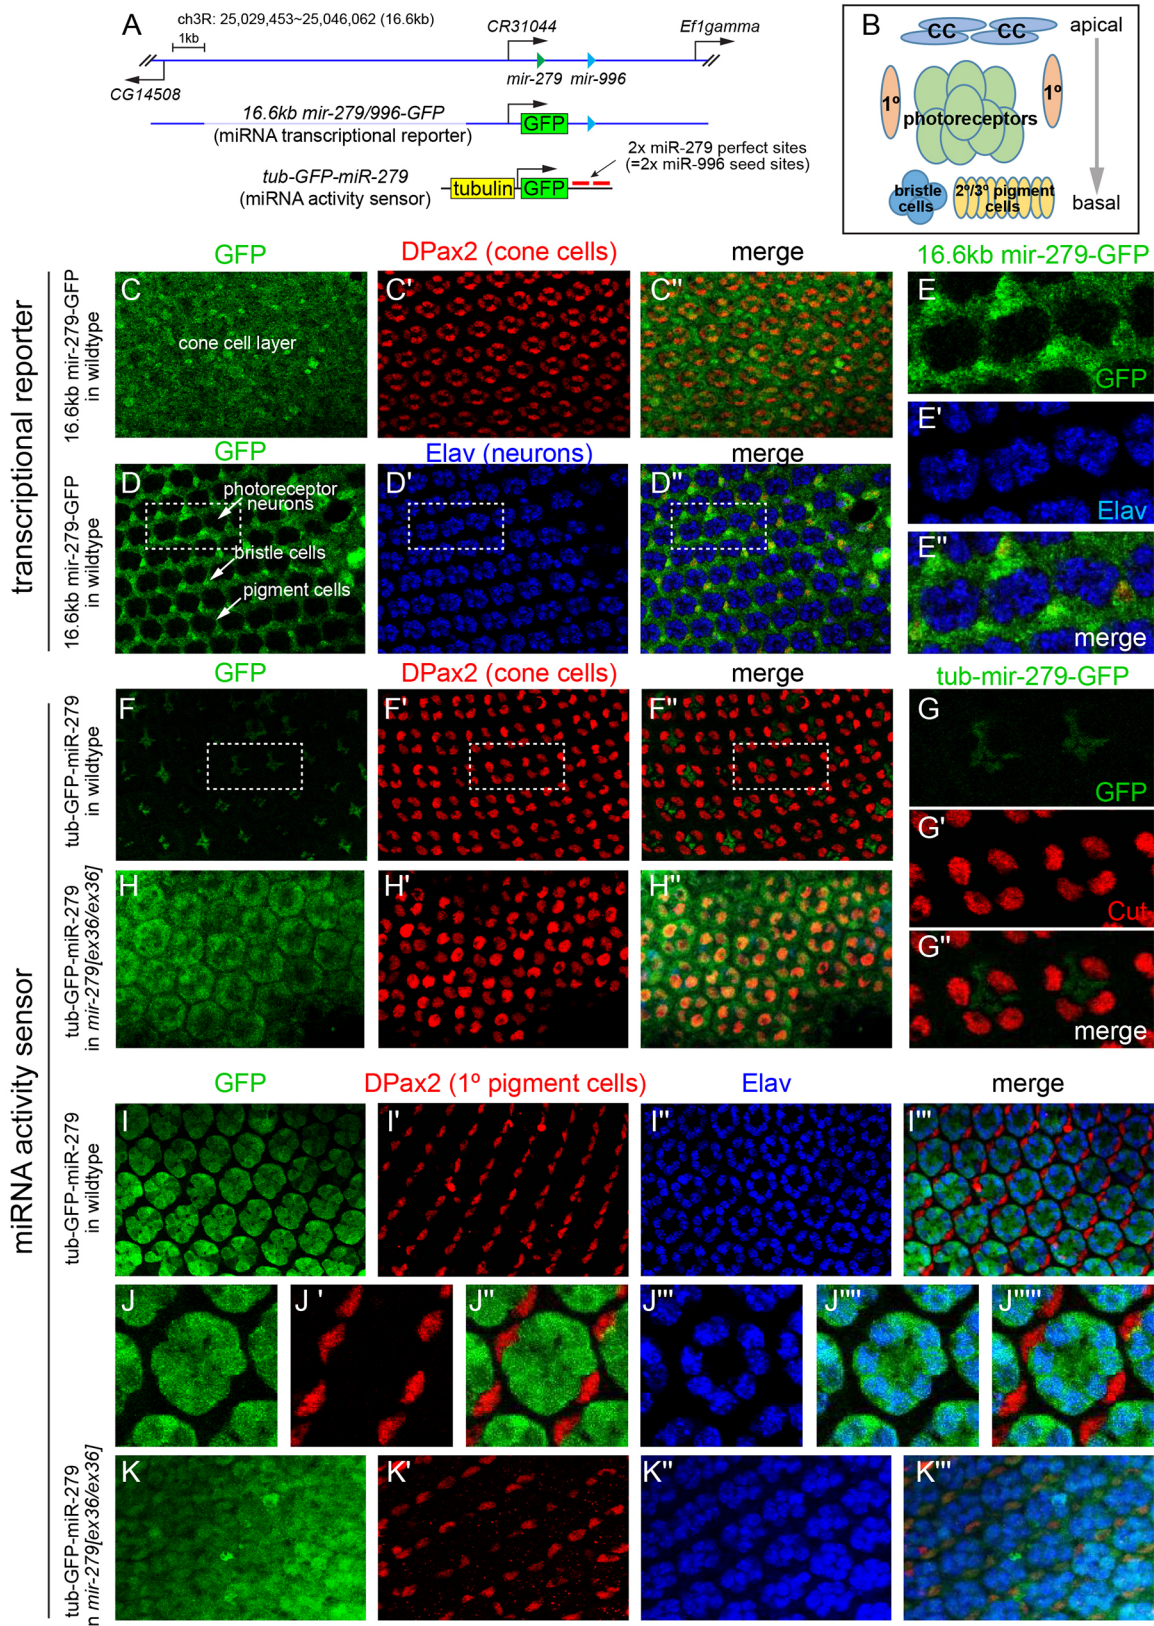 A
ch3R: 25,029,453~25,046,062 (16.6kb)
1kb
CR31044
Ef1gamma
mir-279
mir-996
CG14508
16.6kb mir-279/996-GFP
(miRNA transcriptional reporter)
GFP
tub-GFP-miR-279
(miRNA activity sensor)
tubulin
GFP
2x miR-279 perfect sites
(=2x miR-996 seed sites)
B
CC
CC
apical
1º
1º
photoreceptors
bristle
cells
2º/3º pigment
cells
basal
transcriptional reporter
16.6kb mir-279-GFP
in wildtype
GFP
DPax2 (cone cells)
merge
16.6kb mir-279-GFP
C
cone cell layer
C'
C"
E
GFP
E'
Elav
E"
merge
16.6kb mir-279-GFP
in wildtype
GFP
Elav (neurons)
merge
D
photoreceptor
neurons
bristle cells
pigment cells
D'
D"
miRNA activity sensor
tub-GFP-miR-279
in wildtype
GFP
DPax2 (cone cells)
merge
tub-mir-279-GFP
F
F'
F"
G
GFP
G'
Cut
G"
merge
tub-GFP-miR-279
in mir-279[ex36/ex36]
H
H'
H"
GFP
DPax2 (1º pigment cells)
Elav
merge
tub-GFP-miR-279
in wildtype
I
I'
I"
I'"
J
J '
J"
J'"
J""
J""'
tub-GFP-miR-279
n mir-279[ex36/ex36]
K
K'
K"
K'"